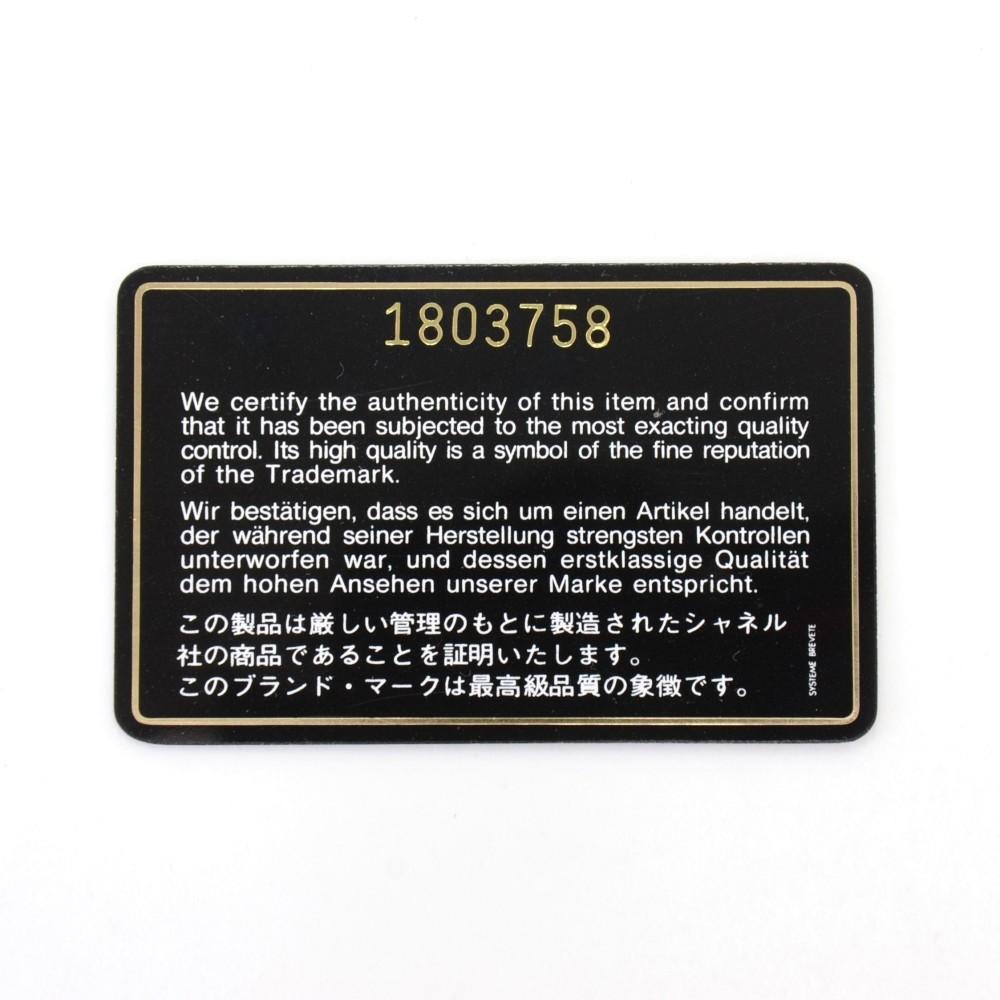 1803758
We certify the authenticity of this item and confirm
that it has been subjected to the most exacting quality
control. Its high quality is a symbol of the fine reputation
of the Trademark.
Wir bestätigen, dass es sich um einen Artikel handelt,
der während seiner Herstellung strengsten Kontrollen
unterworfen war, und dessen erstklassige Qualität
dem hohen Ansehen unserer Marke entspricht.
この製品は厳しい管理のもとに製造されたシャネル
社の商品であることを証明いたします。
このブランド・マークは最高級品質の象徴です。
SYSTEME BREVETE